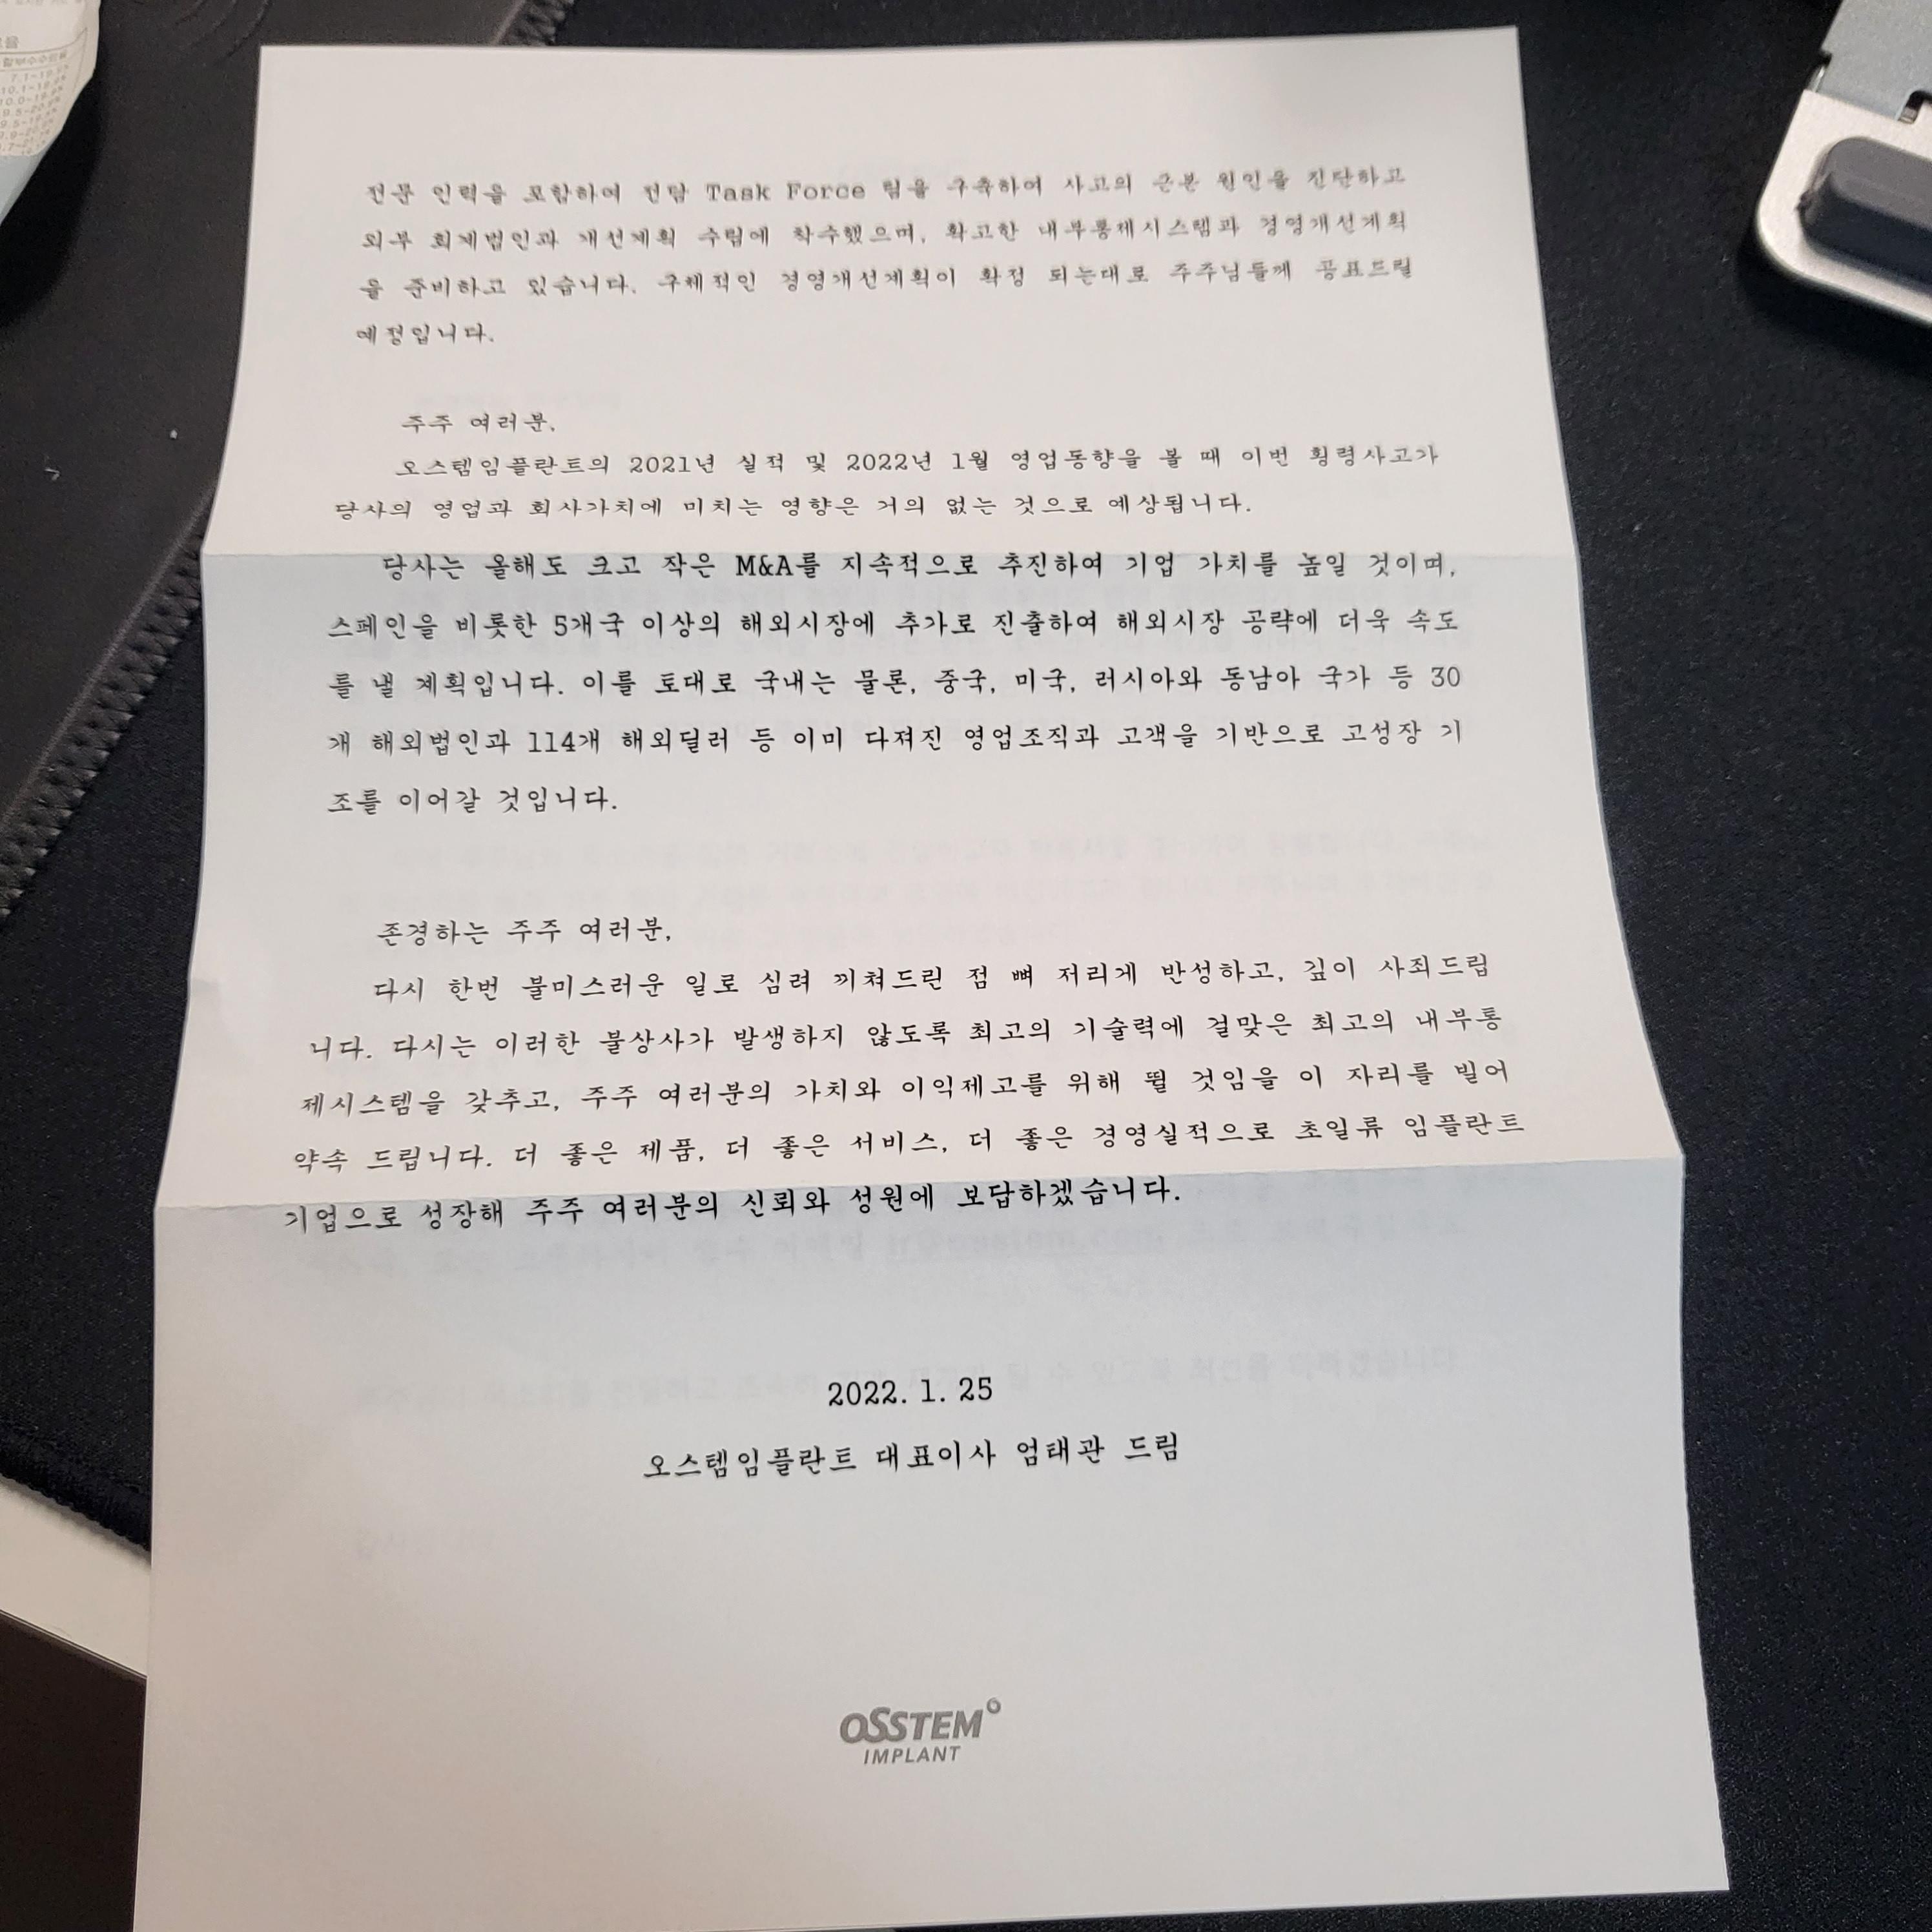 전문 인력을 포함하여 전담 Task Force 팀을 구축하여 사고의 근본 원인을 진단하고
외부 회계법인과 개선계획 수립에 착수했으며, 확고한 내부통제시스템과 경영개선계획
을 준비하고 있습니다. 구체적인 경영개선계획이 확정 되는대로 주주님들께 공표드릴
예정입니다.
주주 여러분,
오스템임플란트의 2021년 실적 및 2022년 1월 영업동향을 볼 때 이번 횡령사고가
당사의 영업과 회사가치에 미치는 영향은 거의 없는 것으로 예상됩니다.
당사는 올해도 크고 작은 M&A를 지속적으로 추진하여 기업 가치를 높일 것이며,
스페인을 비롯한 5개국 이상의 해외시장에 추가로 진출하여 해외시장 공략에 더욱 속도
를 낼 계획입니다. 이를 토대로 국내는 물론, 중국, 미국, 러시아와 동남아 국가 등 30
개 해외법인과 114개 해외딜러 등 이미 다져진 영업조직과 고객을 기반으로 고성장 기
조를 이어갈 것입니다.
존경하는 주주 여러분,
다시 한번 불미스러운 일로 심려 끼쳐드린 점 뼈 저리게 반성하고, 깊이 사죄드립
니다. 다시는 이러한 불상사가 발생하지 않도록 최고의 기술력에 걸맞은 최고의 내부통
제시스템을 갖추고, 주주 여러분의 가치와 이익제고를 위해 뛸 것임을 이 자리를 빌어
약속 드립니다. 더 좋은 제품, 더 좋은 서비스, 더 좋은 경영실적으로 초일류 임플란트
기업으로 성장해 주주 여러분의 신뢰와 성원에 보답하겠습니다.
2022. 1. 25
오스템임플란트 대표이사 엄태관 드림
OSSTEM
IMPLANT